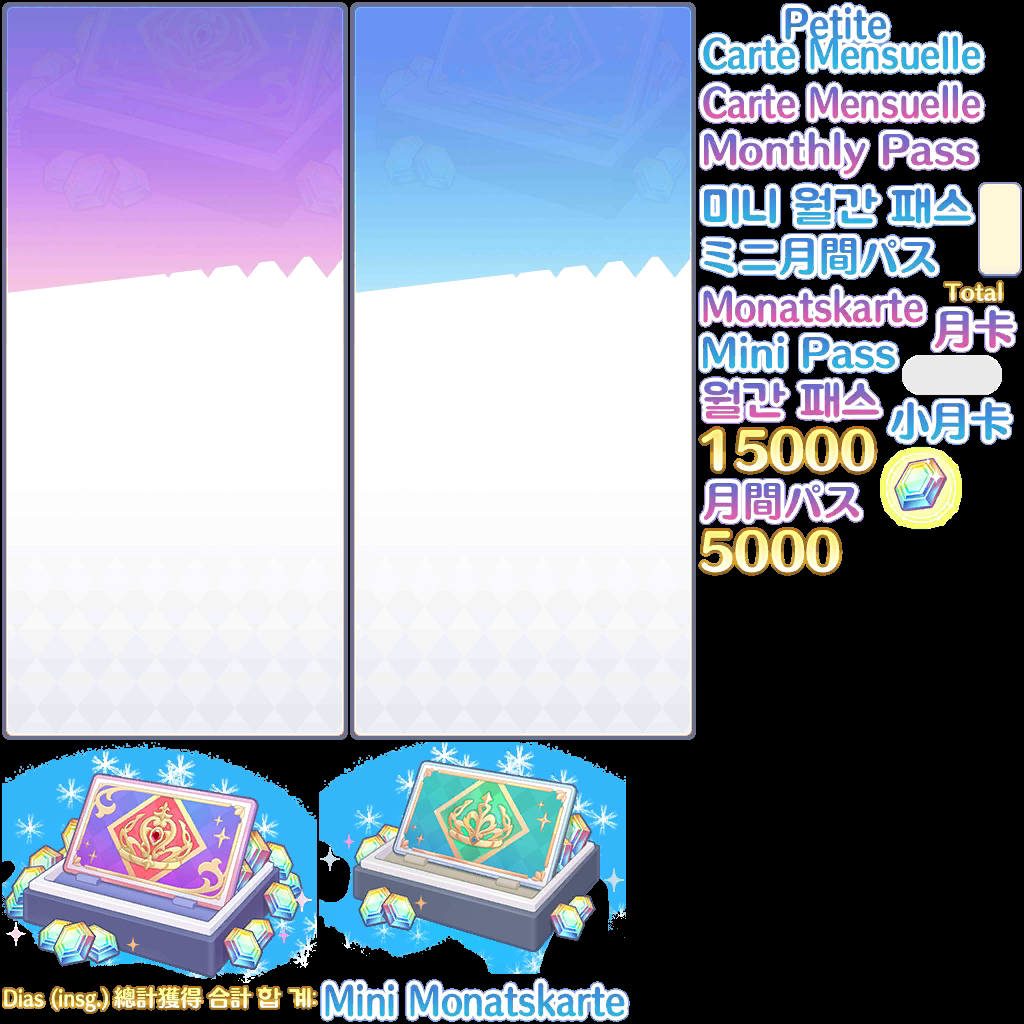 Petite
Carte Mensuelle
Carte Mensuelle
Monthly Pass
미니 월간 패스
ミニ月間パス
Total
Monatskarte
月卡
Mini Pass
월간 패스
小月卡
15000
月間パス
5000
Dias (insg.) 總計獲得 合計 합 계:
Mini Monatskarte